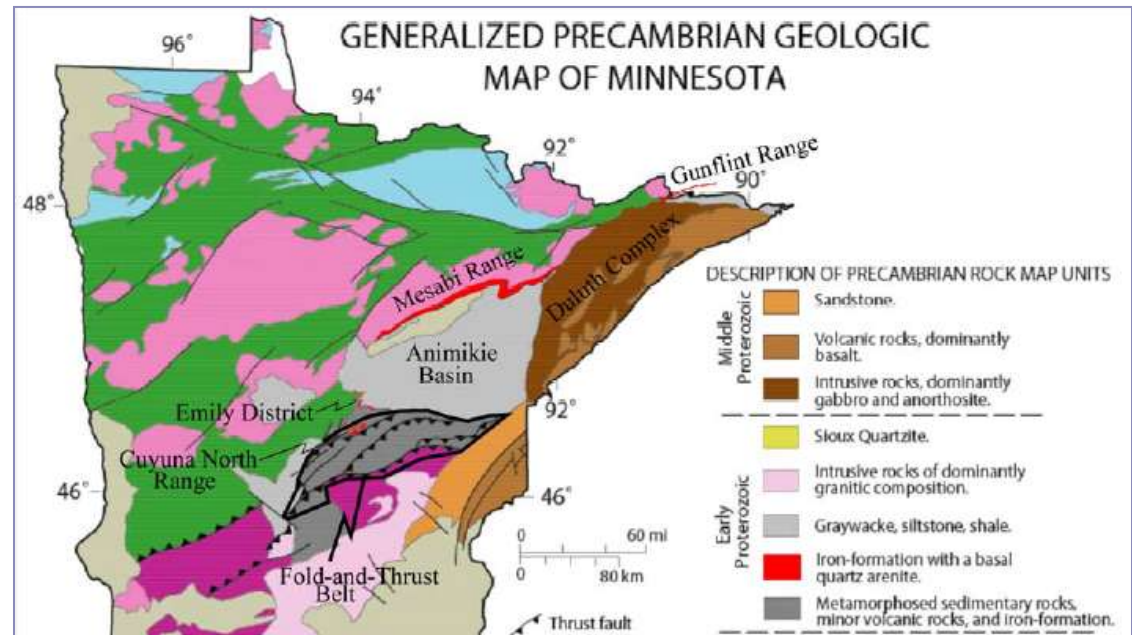 GENERALIZED PRECAMBRIAN GEOLOGIC
MAP OF MINNESOTA
96°
94°
92°
Gunflint Range
90°
48°
Mesabi Range
Duluth Complex
Animikie
Basin
Emily District
92°
Cuyuna North
Range
46°
46°
Fold-and-Thrust
Belt
0 60 mi
0 80 km
Thrust fault
DESCRIPTION OF PRECAMBRIAN ROCK MAP UNITS
Middle
Proterozoic
Sandstone.
Volcanic rocks, dominantly
basalt.
Intrusive rocks, dominantly
gabbro and anorthosite.
Early
Proterozoic
Sioux Quartzite.
Intrusive rocks of dominantly
granitic composition.
Graywacke, siltstone, shale.
Iron-formation with a basal
quartz arenite.
Metamorphosed sedimentary rocks,
minor volcanic rocks, and iron-formation.